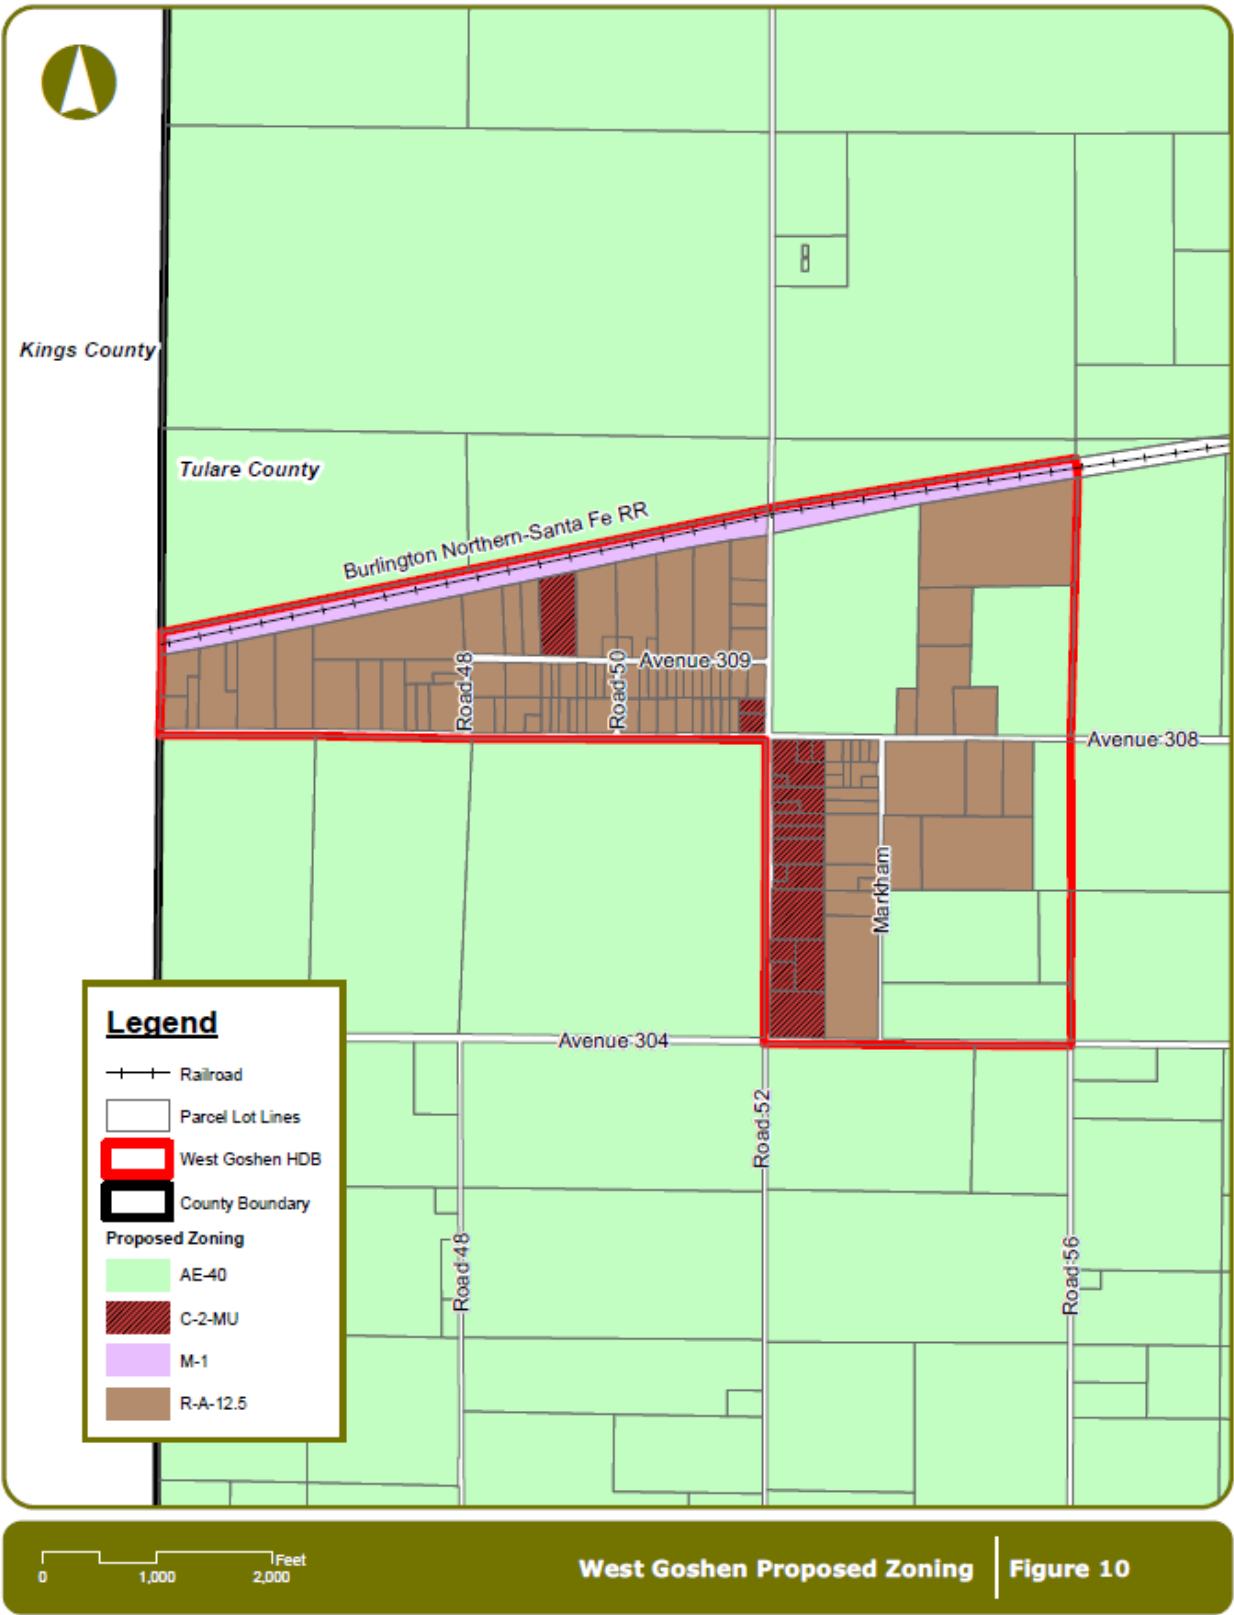 Kings County
Tulare County
Burlington Northern-Santa Fe RR
Avenue 309
Road 48
Road 50
Avenue 308
Markham
Avenue 304
Road 52
Road 48
Road 56
Legend
Railroad
Parcel Lot Lines
West Goshen HDB
County Boundary
Proposed Zoning
AE-40
C-2-MU
M-1
R-A-12.5
Feet
0 1,000 2,000
West Goshen Proposed Zoning Figure 10